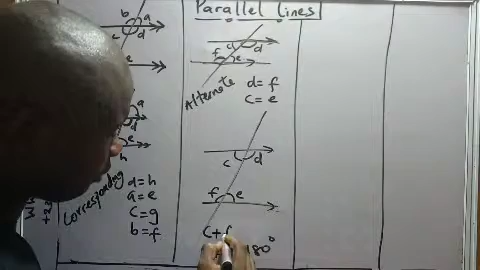 Parallel lines
b a
c d
e
a
d
e
h
Corresponding
d = h
a = e
c = g
b = f
c d
f e
Alternate
d = f
c = e
c d
f e
c + f
180°